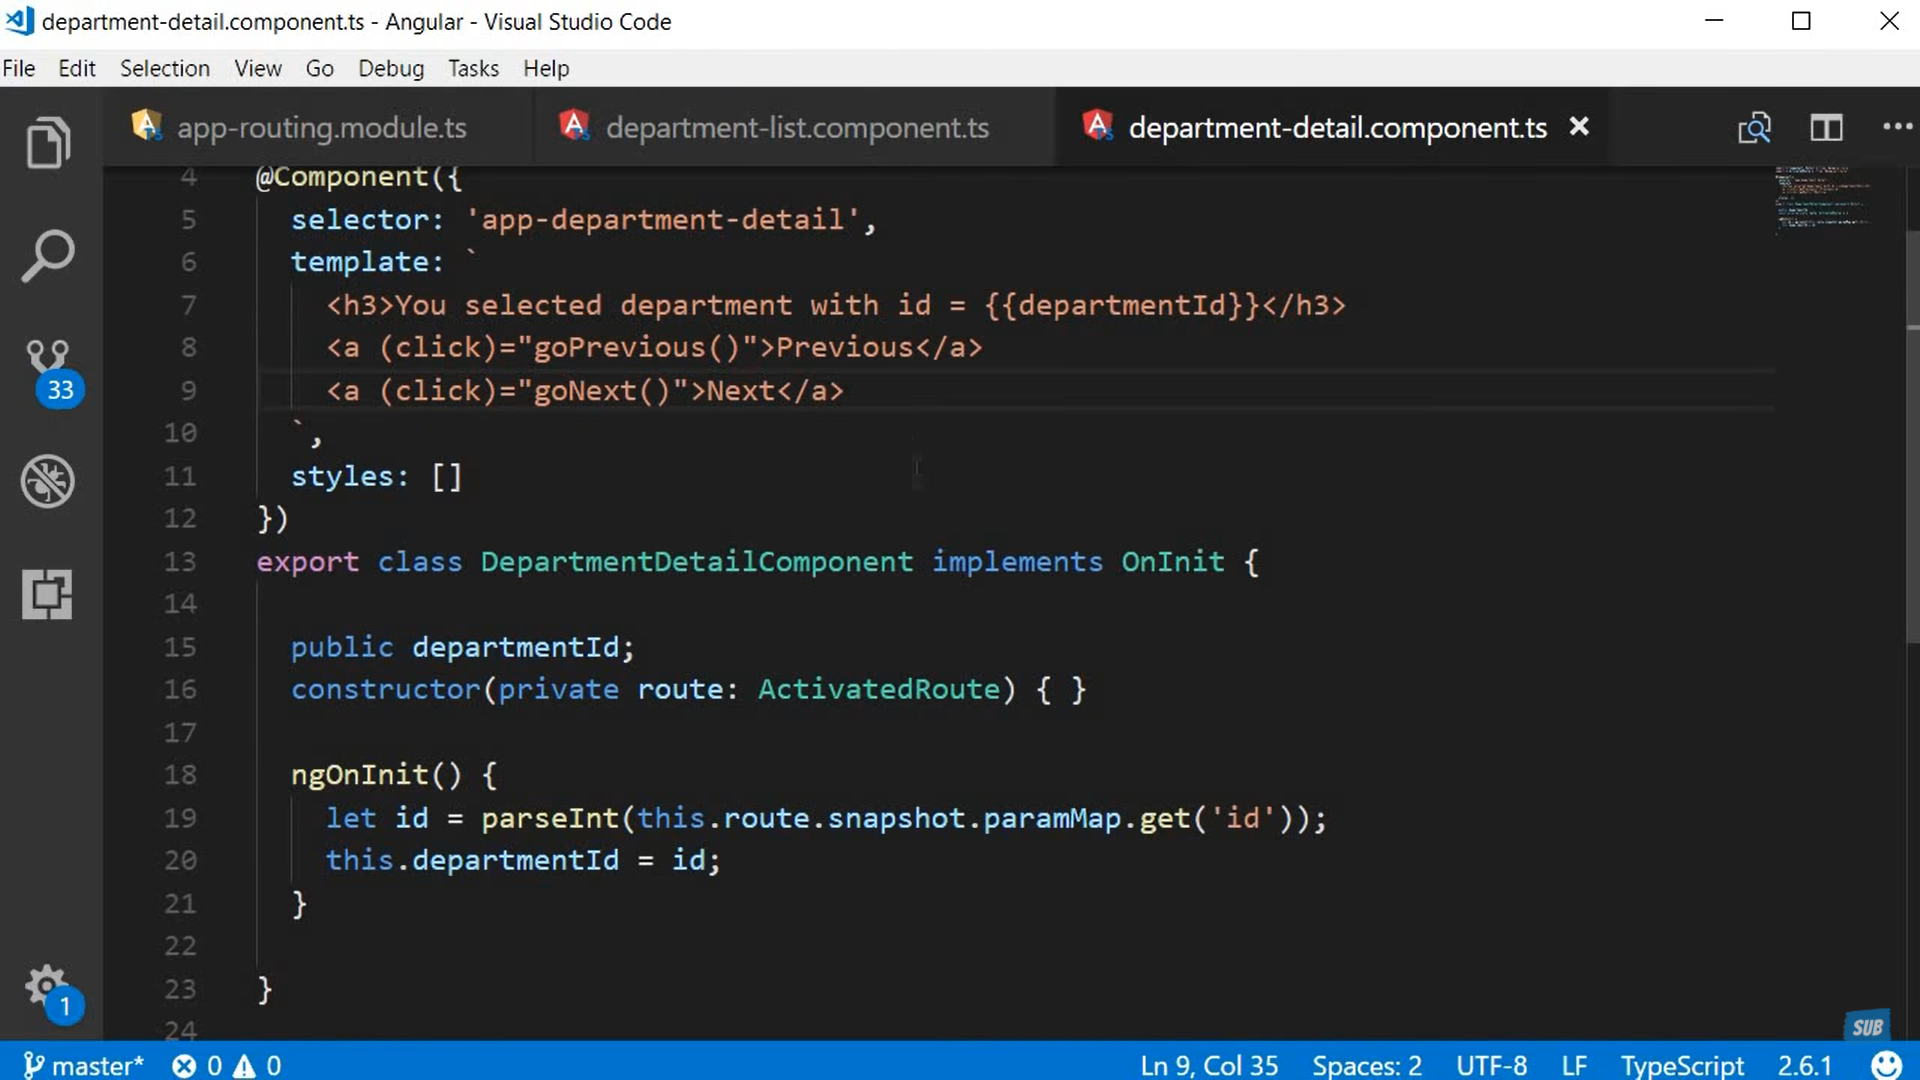 department-detail.component.ts - Angular - Visual Studio Code
File Edit Selection View Go Debug Tasks Help
app-routing.module.ts department-list.component.ts department-detail.component.ts
4 @Component({
5 selector: 'app-department-detail',
6 template: `
7 <h3>You selected department with id = {{departmentId}}</h3>
8 <a (click)="goPrevious()">Previous</a>
9 <a (click)="goNext()">Next</a>
10 `,
11 styles: []
12 })
13 export class DepartmentDetailComponent implements OnInit {
14
15 public departmentId;
16 constructor(private route: ActivatedRoute) { }
17
18 ngOnInit() {
19 let id = parseInt(this.route.snapshot.paramMap.get('id'));
20 this.departmentId = id;
21 }
22
23 }
24
33
1
SUB
master* 0 0 Ln 9, Col 35 Spaces: 2 UTF-8 LF TypeScript 2.6.1